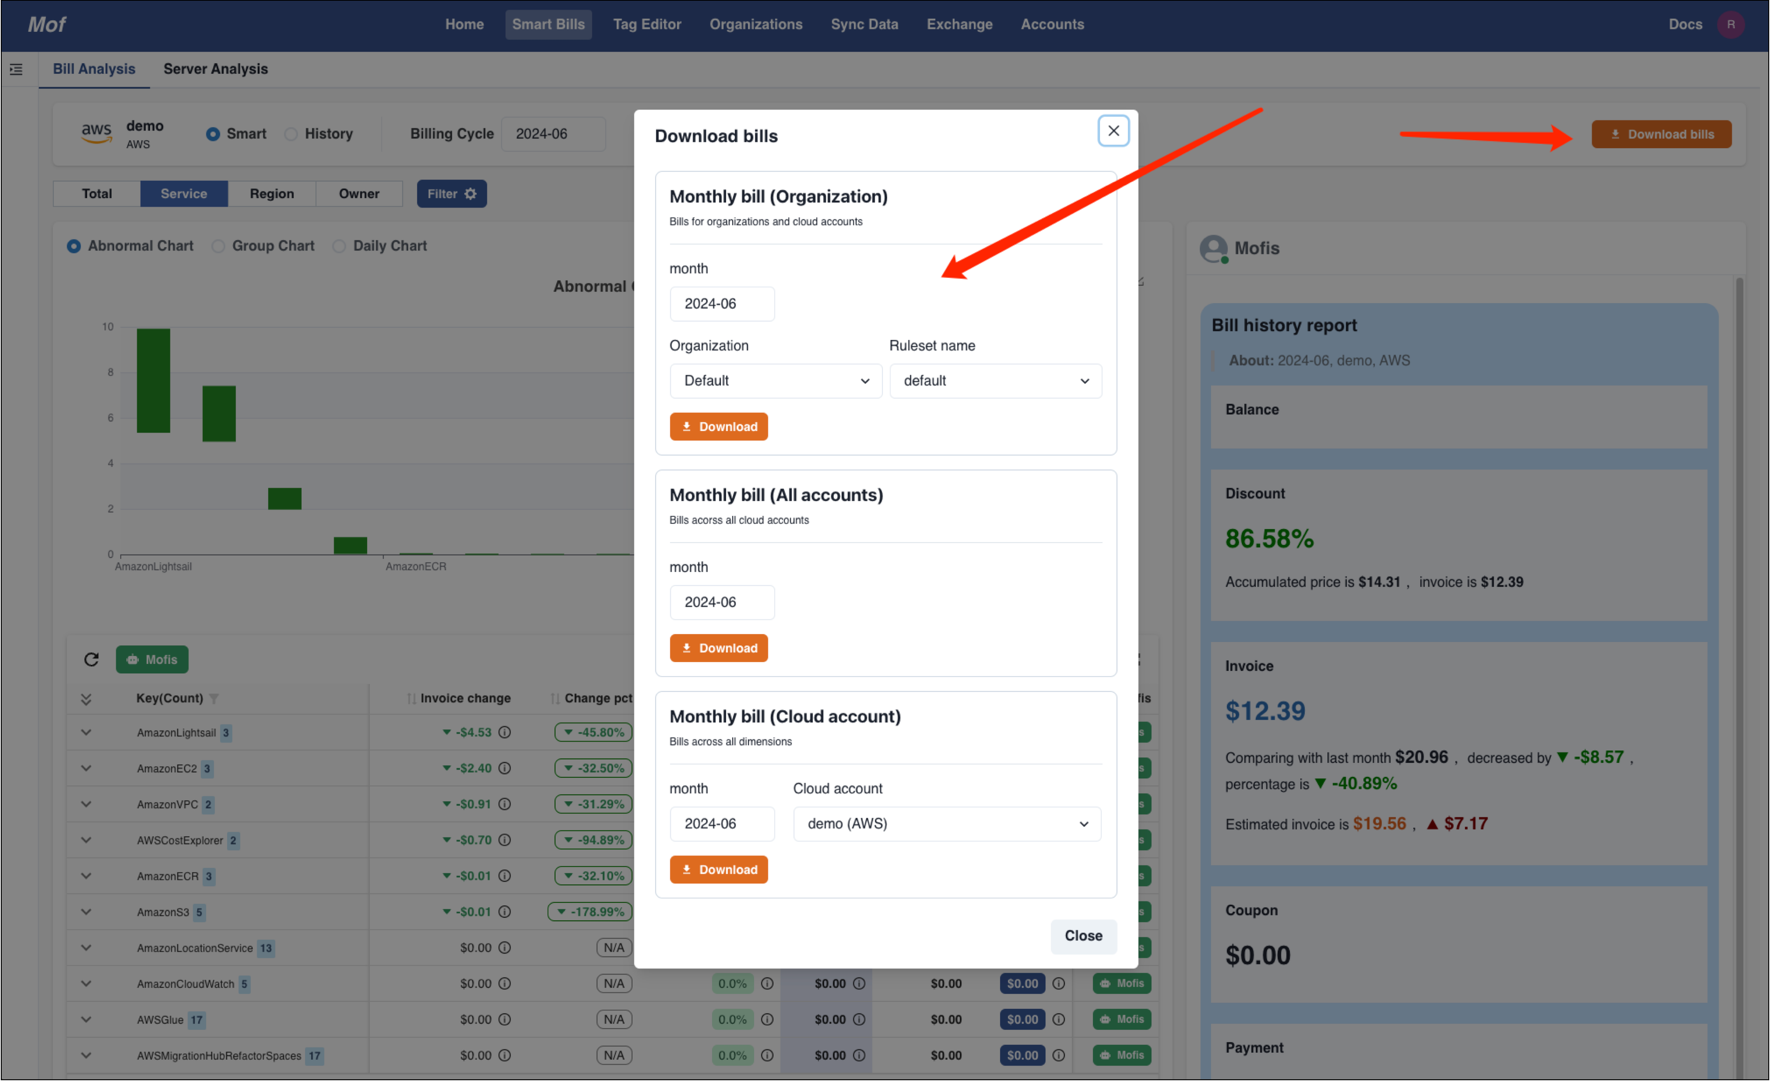 Mof
Home Smart Bills Tag Editor Organizations Sync Data Exchange Accounts Docs R
Bill Analysis Server Analysis
aws demo AWS Smart History Billing Cycle 2024-06 Download bills
Total Service Region Owner Filter
Abnormal Chart Group Chart Daily Chart
Abnormal
10
8
6
4
2
0
AmazonLightsail AmazonECR
Mofis
Key(Count) Invoice change Change pct
AmazonLightsail 3 -$4.53 -45.80%
AmazonEC2 3 -$2.40 -32.50%
AmazonVPC 2 -$0.91 -31.29%
AWSCostExplorer 2 -$0.70 -94.89%
AmazonECR 3 -$0.01 -32.10%
AmazonS3 5 -$0.01 -178.99%
AmazonLocationService 13 $0.00 N/A
AmazonCloudWatch 5 $0.00 N/A 0.0% $0.00 $0.00 $0.00 Mofis
AWSGlue 17 $0.00 N/A 0.0% $0.00 $0.00 $0.00 Mofis
AWSMigrationHubRefactorSpaces 17 $0.00 N/A 0.0% $0.00 $0.00 $0.00 Mofis
Download bills
Monthly bill (Organization)
Bills for organizations and cloud accounts
month
2024-06
Organization Ruleset name
Default default
Download
Monthly bill (All accounts)
Bills acorss all cloud accounts
month
2024-06
Download
Monthly bill (Cloud account)
Bills across all dimensions
month Cloud account
2024-06 demo (AWS)
Download
Close
Mofis
Bill history report
About: 2024-06, demo, AWS
Balance
Discount
86.58%
Accumulated price is $14.31 , invoice is $12.39
Invoice
$12.39
Comparing with last month $20.96 , decreased by ▼ -$8.57 ,
percentage is ▼ -40.89%
Estimated invoice is $19.56 , ▲ $7.17
Coupon
$0.00
Payment